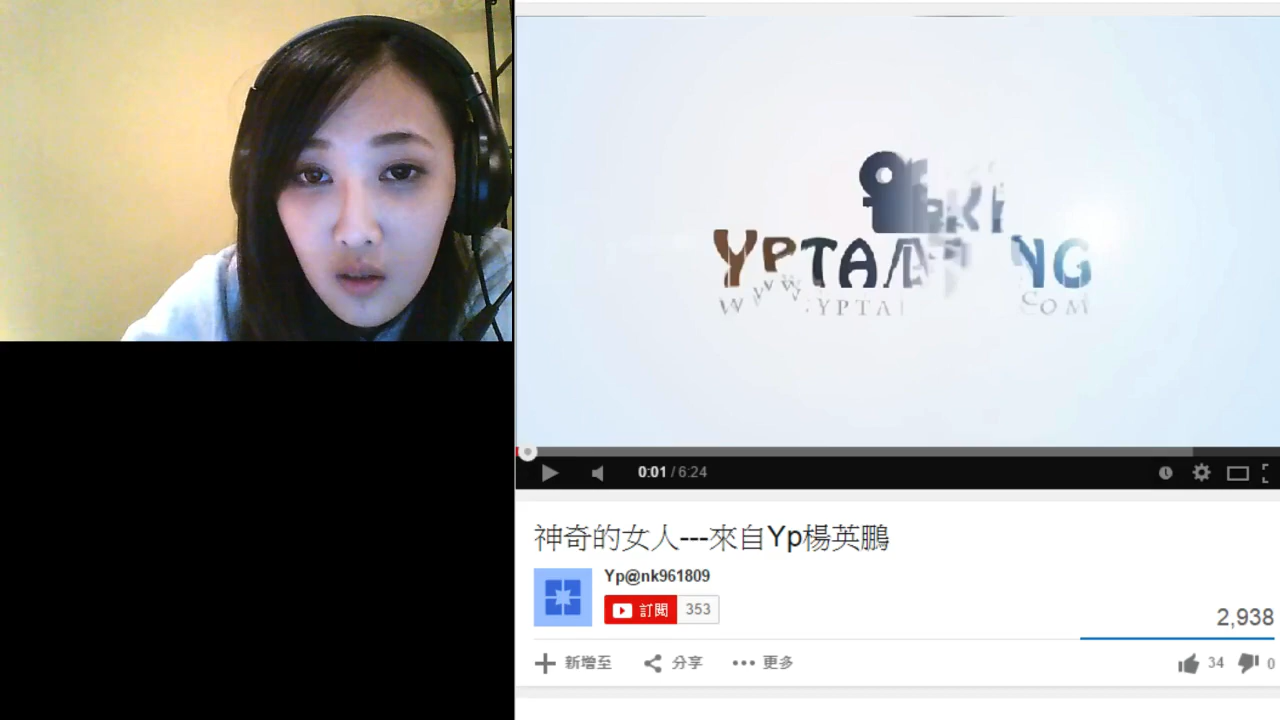 0:01 / 6:24
神奇的女人---來自Yp楊英鵬
Yp@nk961809
訂閱 353
2,938
新增至 分享 更多
34 0